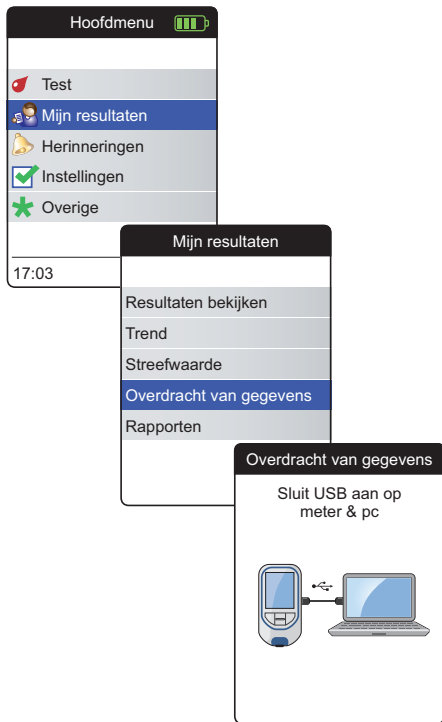 Hoofdmenu
Test
Mijn resultaten
Herinneringen
Instellingen
Overige
17:03
Mijn resultaten
Resultaten bekijken
Trend
Streefwaarde
Overdracht van gegevens
Rapporten
Overdracht van gegevens
Sluit USB aan op
meter & pc